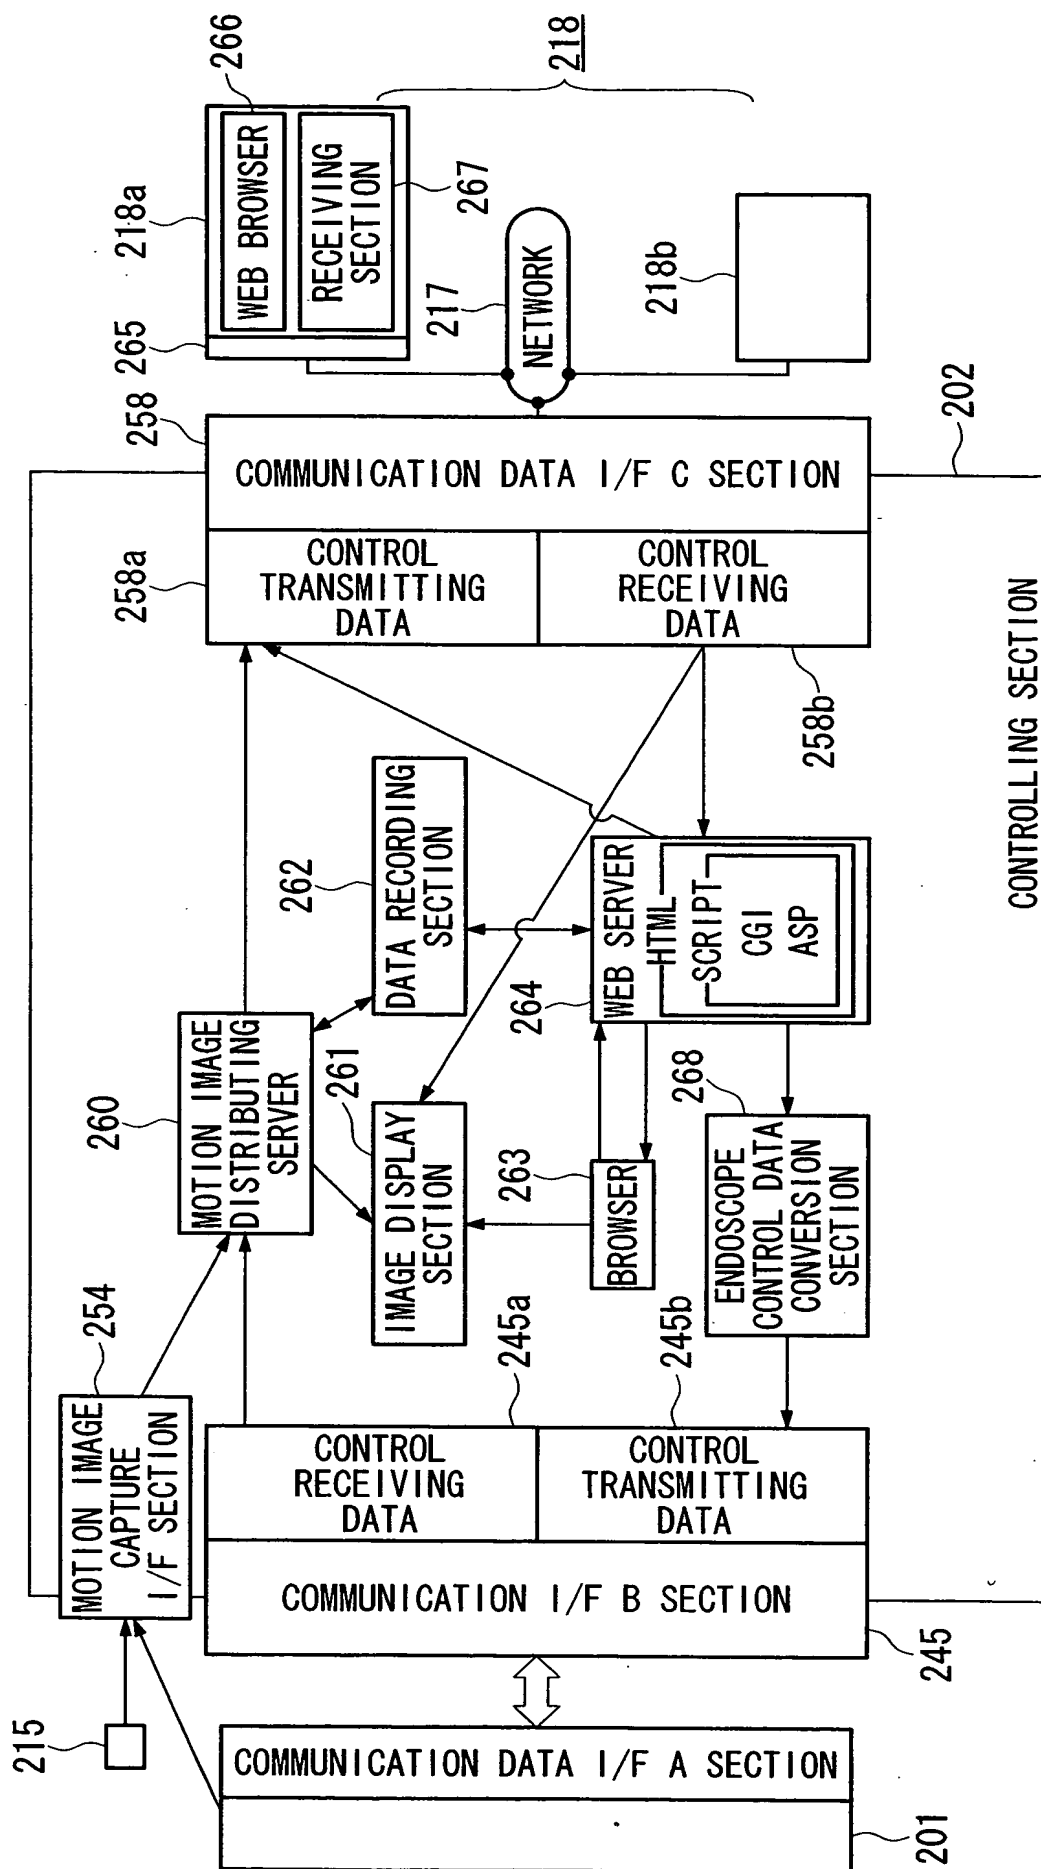 215
MOTION IMAGE
CAPTURE
I/F SECTION
254
COMMUNICATION DATA I/F A SECTION
201
COMMUNICATION I/F B SECTION
245
CONTROL
RECEIVING
DATA
245a
CONTROL
TRANSMITTING
DATA
245b
MOTION IMAGE
DISTRIBUTING
SERVER
260
IMAGE DISPLAY
SECTION
261
DATA RECORDING
SECTION
262
BROWSER
263
WEB SERVER
HTML
SCRIPT
CGI
ASP
264
ENDOSCOPE
CONTROL DATA
CONVERSION
SECTION
268
CONTROL
TRANSMITTING
DATA
258a
CONTROL
RECEIVING
DATA
258b
COMMUNICATION DATA I/F C SECTION
258
202
CONTROLLING SECTION
265
218a
WEB BROWSER
266
RECEIVING
SECTION
267
NETWORK
217
218b
218